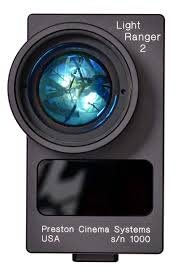 Light
Ranger
2
Preston Cinema Systems
USA s/n 1000